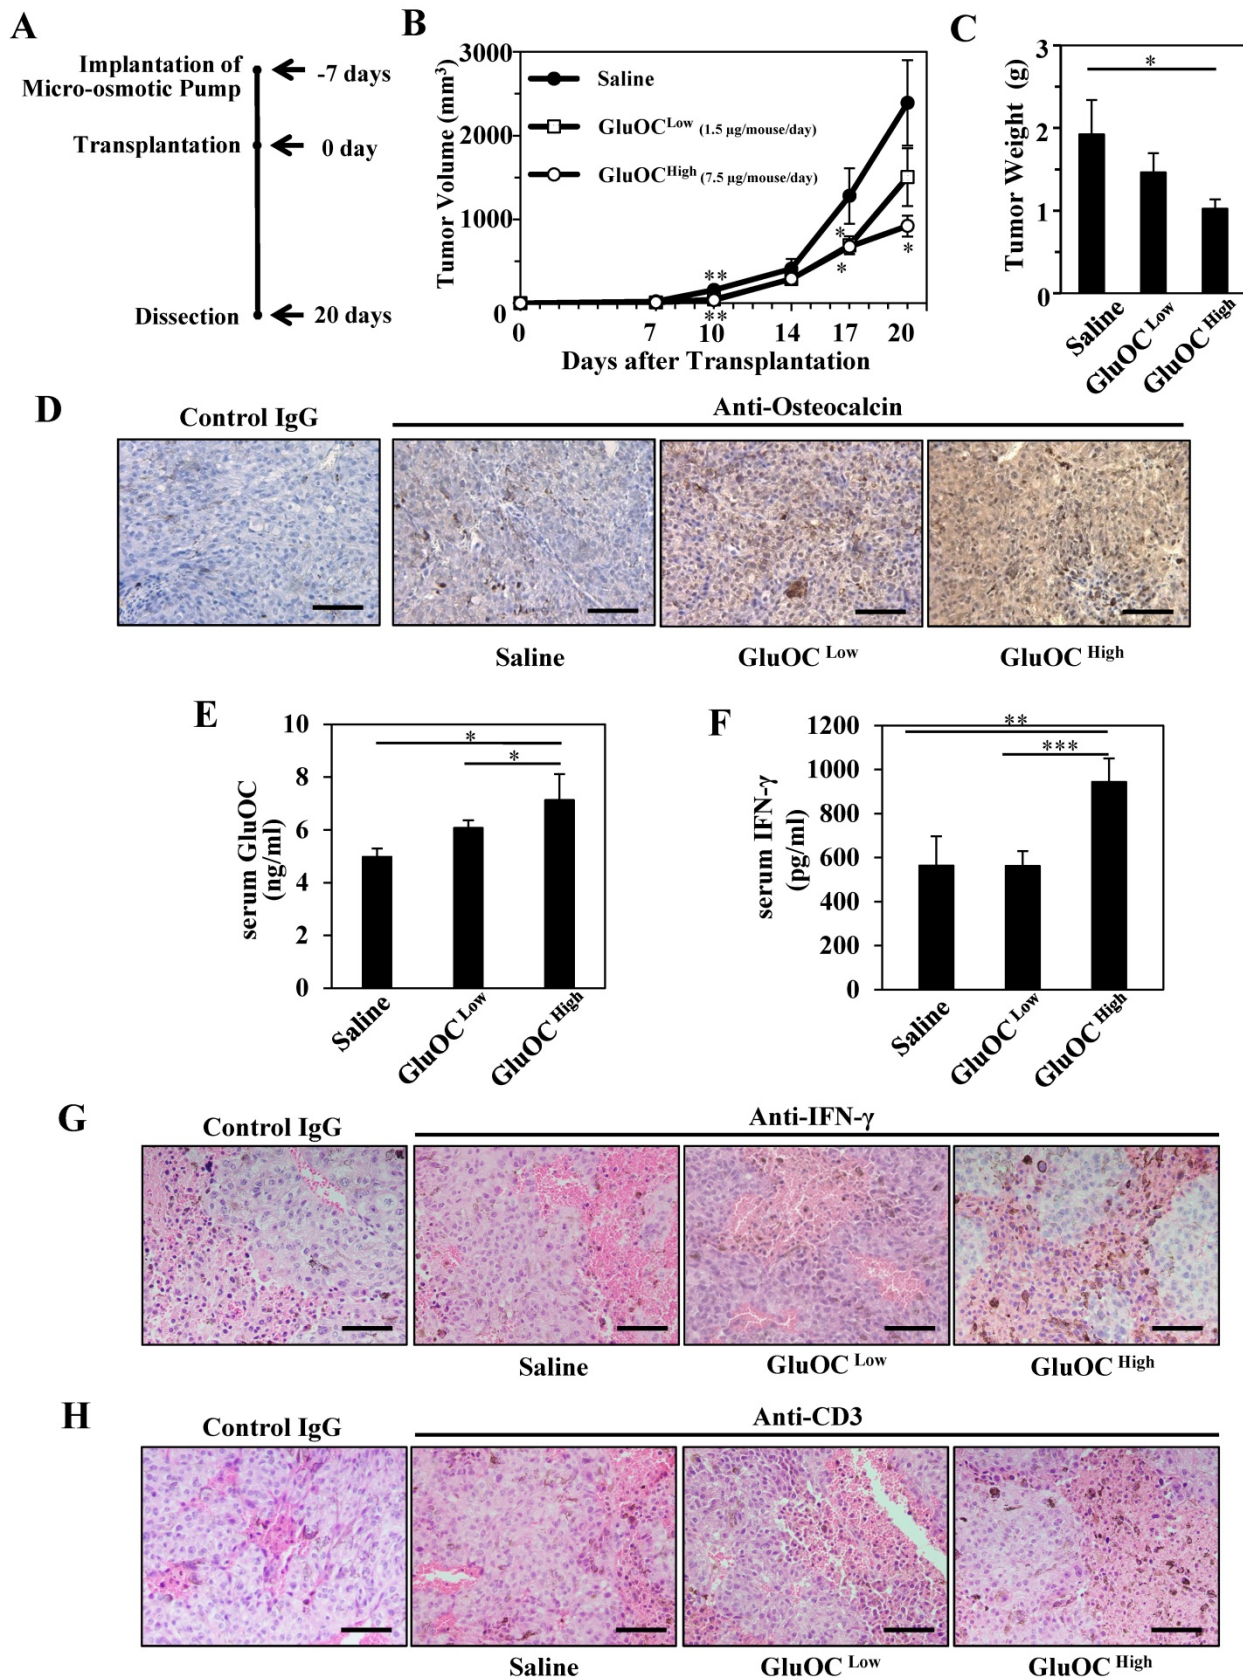 A
Implantation of
Micro-osmotic Pump
-7 days
Transplantation
0 day
Dissection
20 days
B
Tumor Volume (mm³)
3000
2000
1000
0
Saline
GluOC Low (1.5 µg/mouse/day)
GluOC High (7.5 µg/mouse/day)
**
**
*
*
*
0 7 10 14 17 20
Days after Transplantation
C
Tumor Weight (g)
3
2
1
0
*
Saline
GluOC Low
GluOC High
D
Control IgG
Anti-Osteocalcin
Saline
GluOC Low
GluOC High
E
serum GluOC
(ng/ml)
10
8
6
4
2
0
*
*
Saline
GluOC Low
GluOC High
F
serum IFN-γ
(pg/ml)
1200
1000
800
600
400
200
0
**
***
Saline
GluOC Low
GluOC High
G
Control IgG
Anti-IFN-γ
Saline
GluOC Low
GluOC High
H
Control IgG
Anti-CD3
Saline
GluOC Low
GluOC High